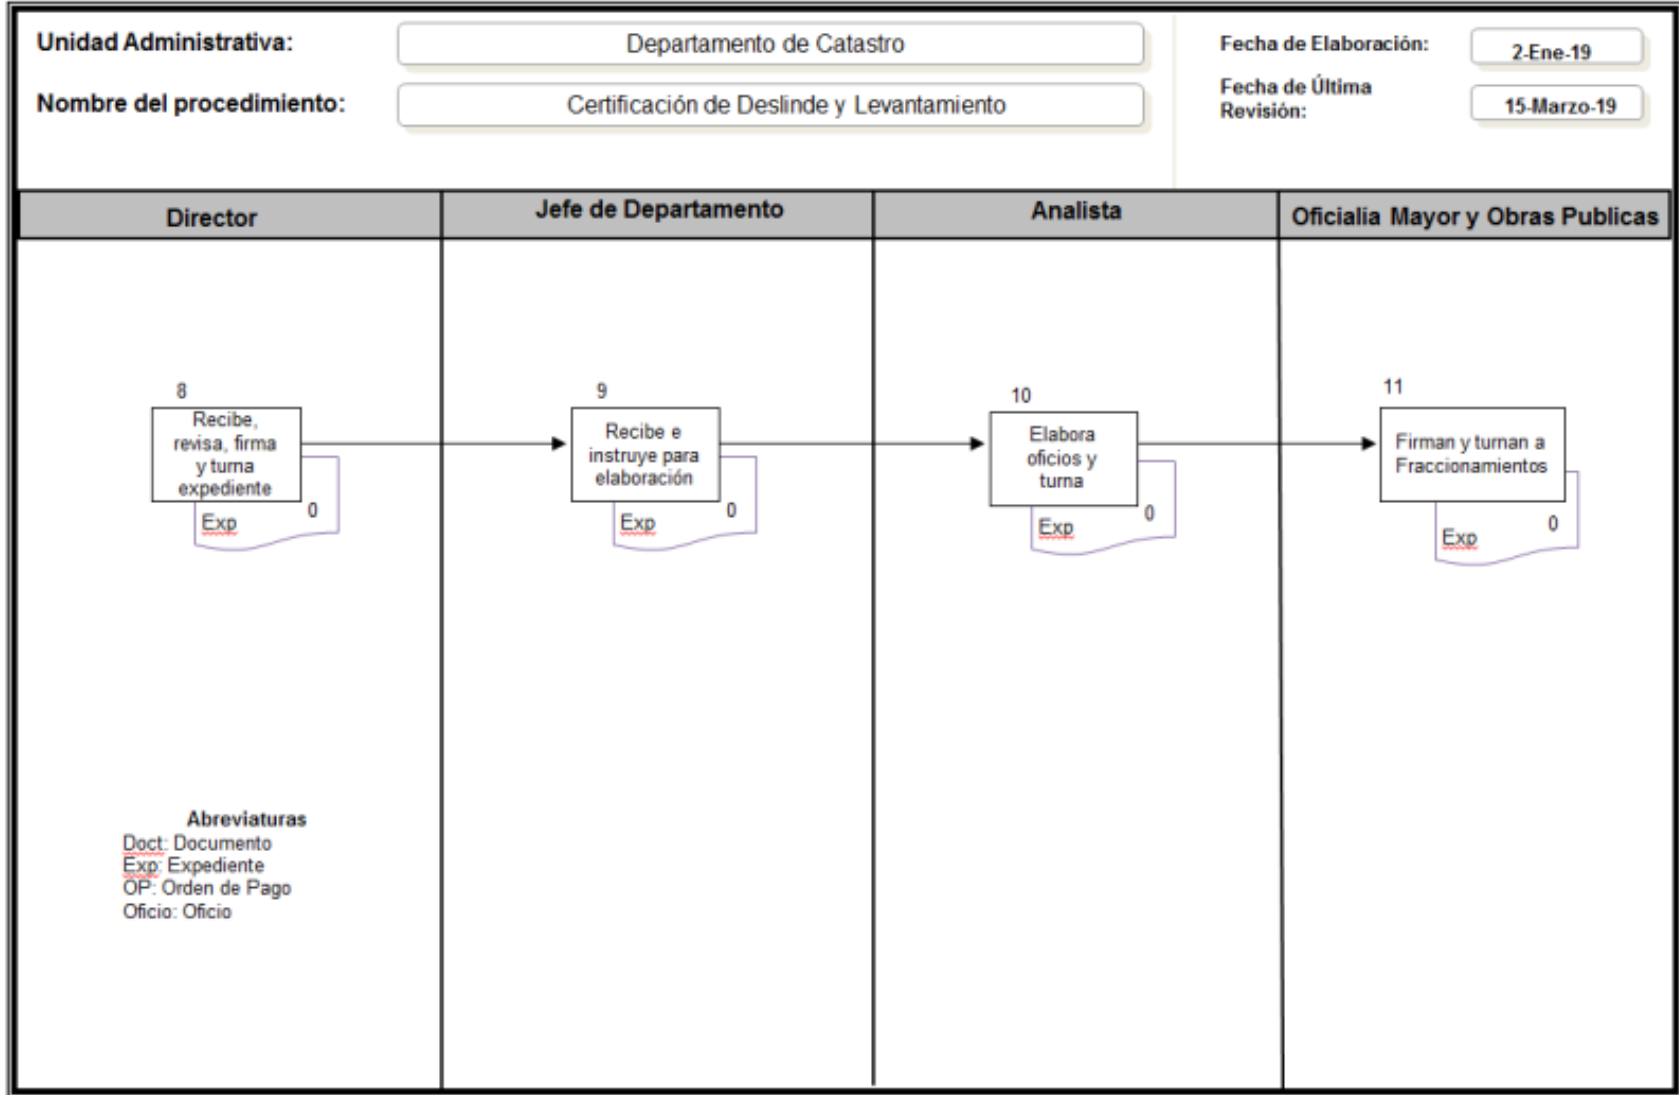 Unidad Administrativa:
Departamento de Catastro
Fecha de Elaboración:
2-Ene-19
Nombre del procedimiento:
Certificación de Deslinde y Levantamiento
Fecha de Última
Revisión:
15-Marzo-19
Director
Jefe de Departamento
Analista
Oficialia Mayor y Obras Publicas
8
Recibe,
revisa, firma
y turna
expediente
Exp
0
9
Recibe e
instruye para
elaboración
Exp
0
10
Elabora
oficios y
turna
Exp
0
11
Firman y turnan a
Fraccionamientos
Exp
0
Abreviaturas
Doct: Documento
Exp: Expediente
OP: Orden de Pago
Oficio: Oficio